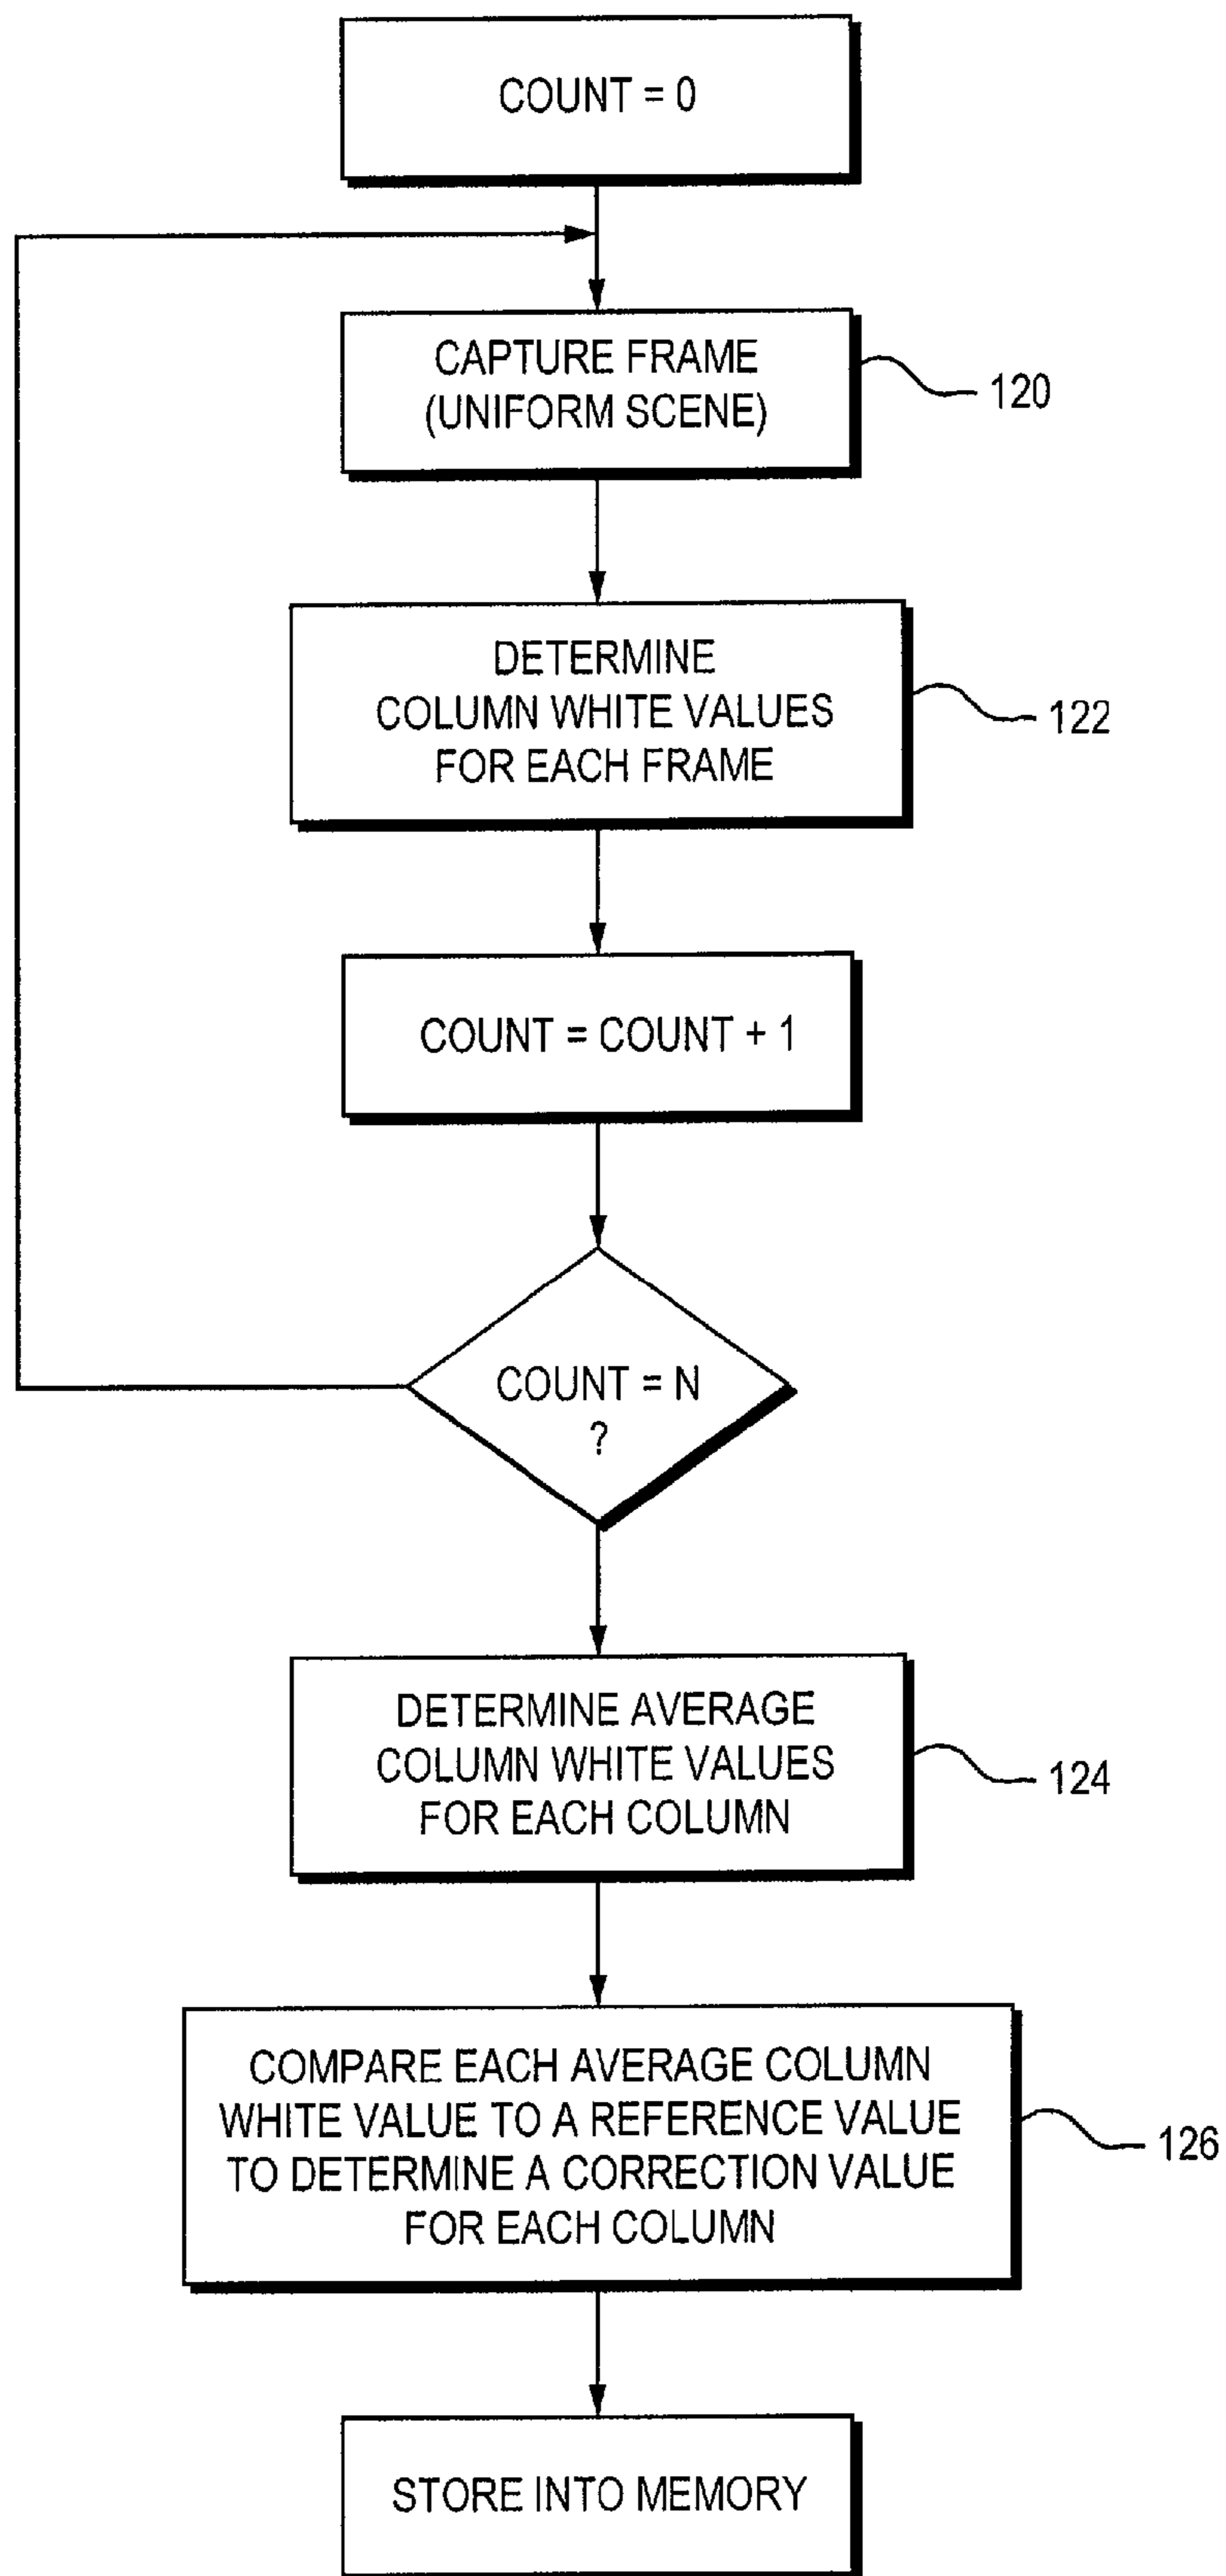 COUNT = 0
CAPTURE FRAME
(UNIFORM SCENE)
120
DETERMINE
COLUMN WHITE VALUES
FOR EACH FRAME
122
COUNT = COUNT + 1
COUNT = N
?
DETERMINE AVERAGE
COLUMN WHITE VALUES
FOR EACH COLUMN
124
COMPARE EACH AVERAGE COLUMN
WHITE VALUE TO A REFERENCE VALUE
TO DETERMINE A CORRECTION VALUE
FOR EACH COLUMN
126
STORE INTO MEMORY